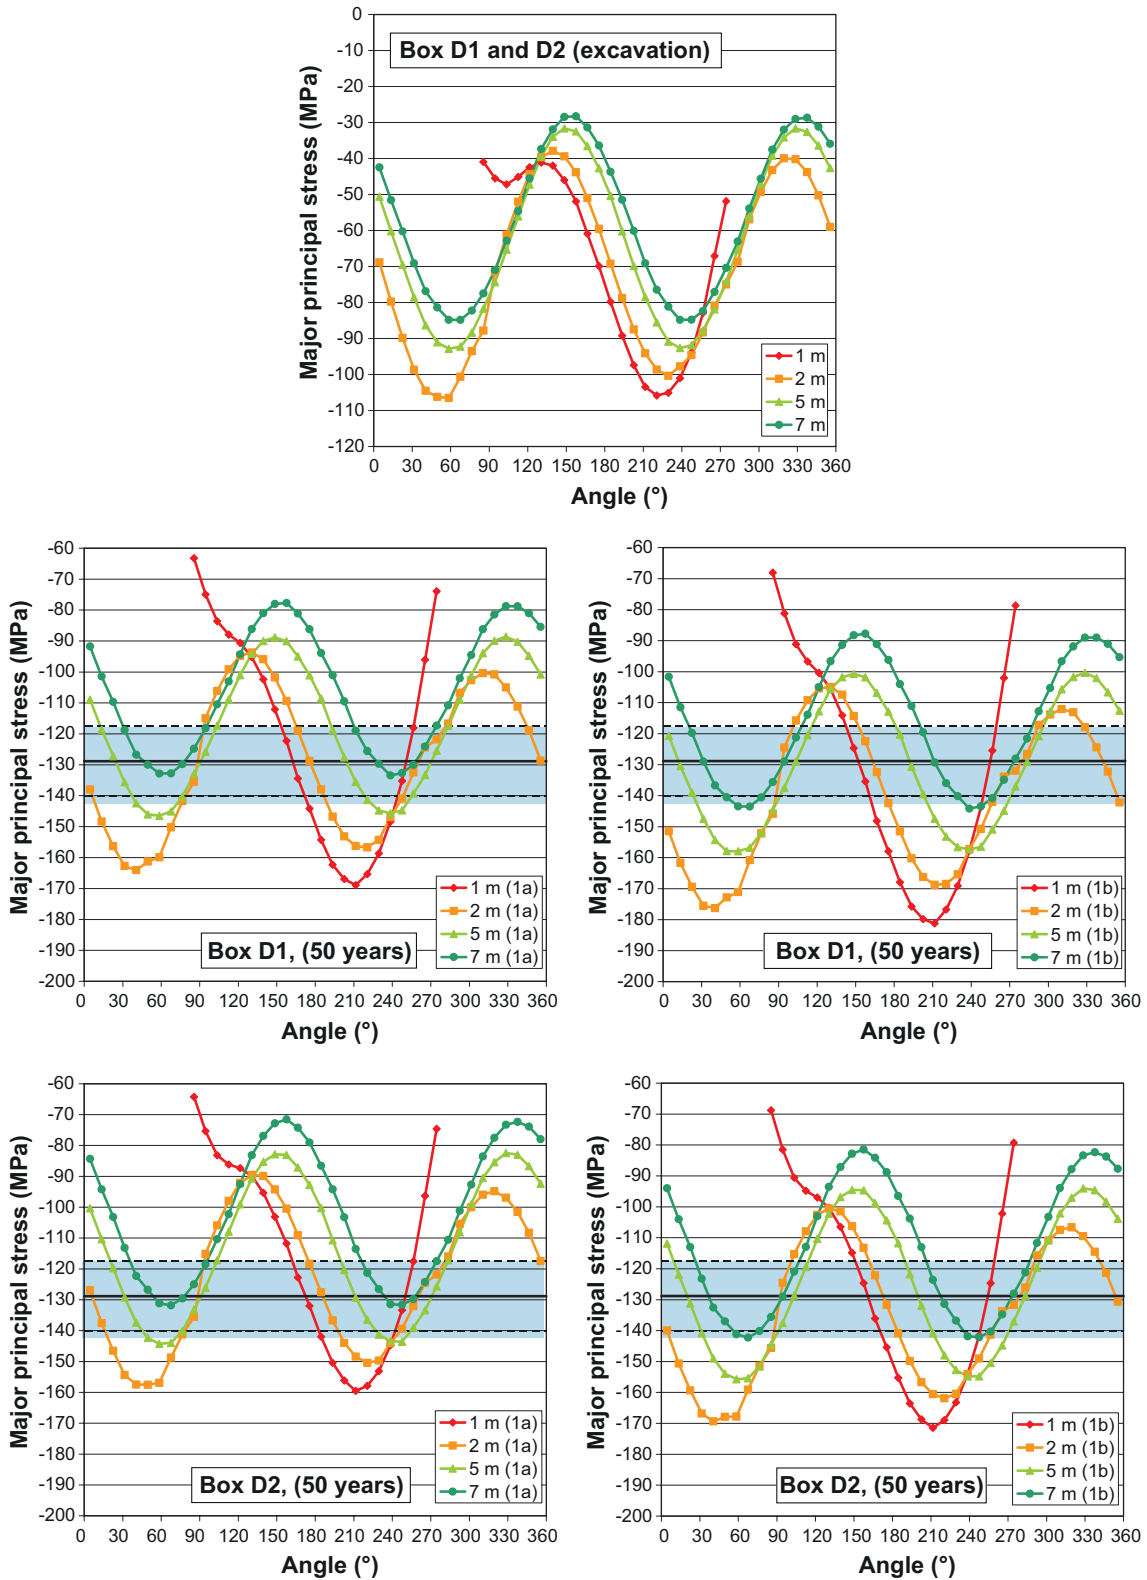 Box D1 and D2 (excavation)
Major principal stress (MPa)
0
-10
-20
-30
-40
-50
-60
-70
-80
-90
-100
-110
-120
0 30 60 90 120 150 180 210 240 270 300 330 360
Angle (°)
1 m
2 m
5 m
7 m
Major principal stress (MPa)
-60
-70
-80
-90
-100
-110
-120
-130
-140
-150
-160
-170
-180
-190
-200
0 30 60 90 120 150 180 210 240 270 300 330 360
Angle (°)
1 m (1a)
2 m (1a)
5 m (1a)
7 m (1a)
Box D1, (50 years)
Major principal stress (MPa)
-60
-70
-80
-90
-100
-110
-120
-130
-140
-150
-160
-170
-180
-190
-200
0 30 60 90 120 150 180 210 240 270 300 330 360
Angle (°)
1 m (1b)
2 m (1b)
5 m (1b)
7 m (1b)
Box D1, (50 years)
Major principal stress (MPa)
-60
-70
-80
-90
-100
-110
-120
-130
-140
-150
-160
-170
-180
-190
-200
0 30 60 90 120 150 180 210 240 270 300 330 360
Angle (°)
1 m (1a)
2 m (1a)
5 m (1a)
7 m (1a)
Box D2, (50 years)
Major principal stress (MPa)
-60
-70
-80
-90
-100
-110
-120
-130
-140
-150
-160
-170
-180
-190
-200
0 30 60 90 120 150 180 210 240 270 300 330 360
Angle (°)
1 m (1b)
2 m (1b)
5 m (1b)
7 m (1b)
Box D2, (50 years)